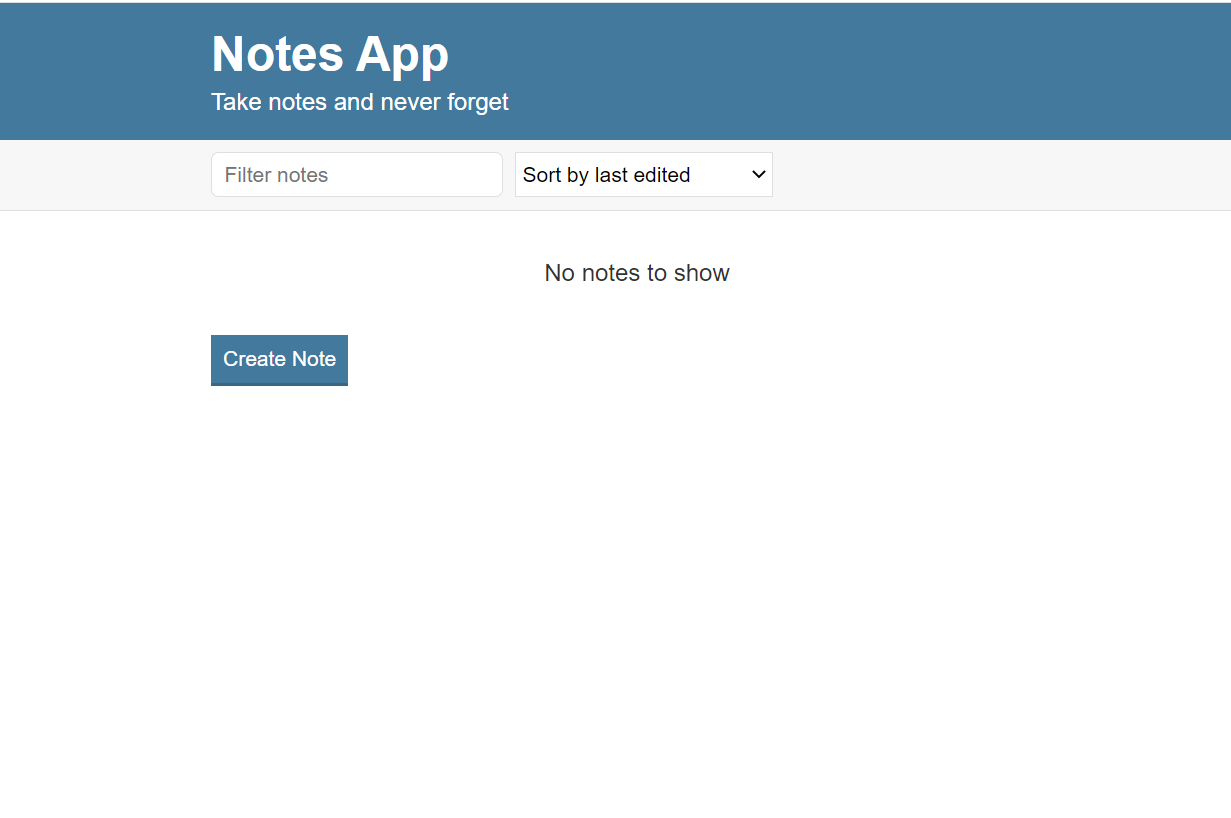 Notes App
Take notes and never forget
Filter notes
Sort by last edited
No notes to show
Create Note